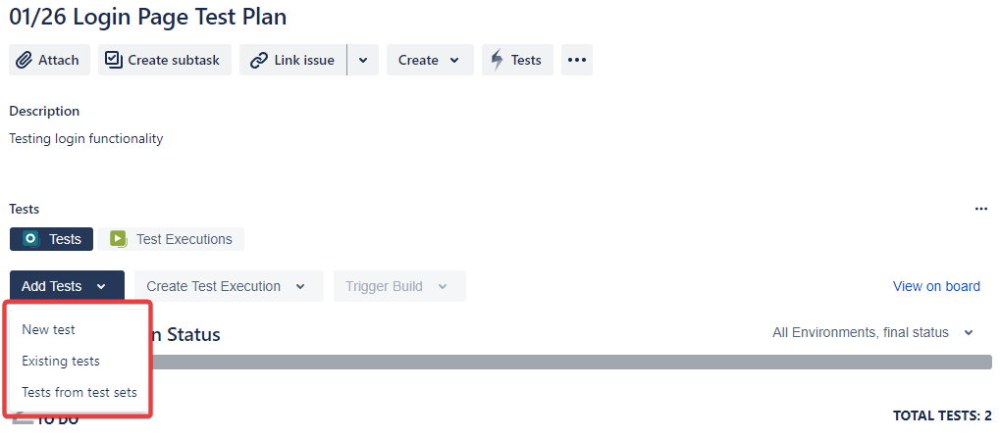 01/26 Login Page Test Plan
Attach Create subtask Link issue Create Tests
Description
Testing login functionality
Tests
Tests Test Executions
Add Tests Create Test Execution Trigger Build View on board
New test
Status All Environments, final status
Existing tests
Tests from test sets
TO DO TOTAL TESTS: 2